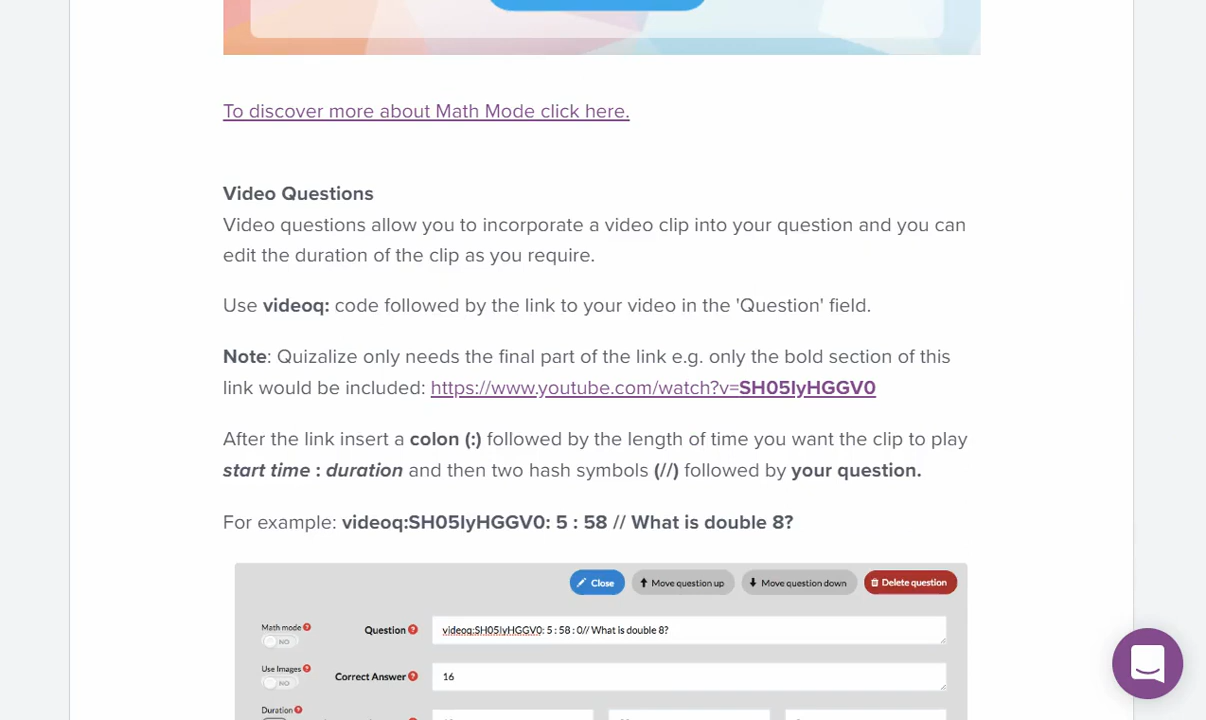 To discover more about Math Mode click here.
Video Questions
Video questions allow you to incorporate a video clip into your question and you can
edit the duration of the clip as you require.
Use videoq: code followed by the link to your video in the 'Question' field.
Note: Quizalize only needs the final part of the link e.g. only the bold section of this
link would be included: https://www.youtube.com/watch?v=SH05lyHGGV0
After the link insert a colon (:) followed by the length of time you want the clip to play
start time : duration and then two hash symbols (//) followed by your question.
For example: videoq:SH05lyHGGV0: 5 : 58 // What is double 8?
Close Move question up Move question down Delete question
Math mode ? NO Question ? videoq:SH05lyHGGV0: 5 : 58 : 0// What is double 8?
Use Images ? NO Correct Answer ? 16
Duration ?